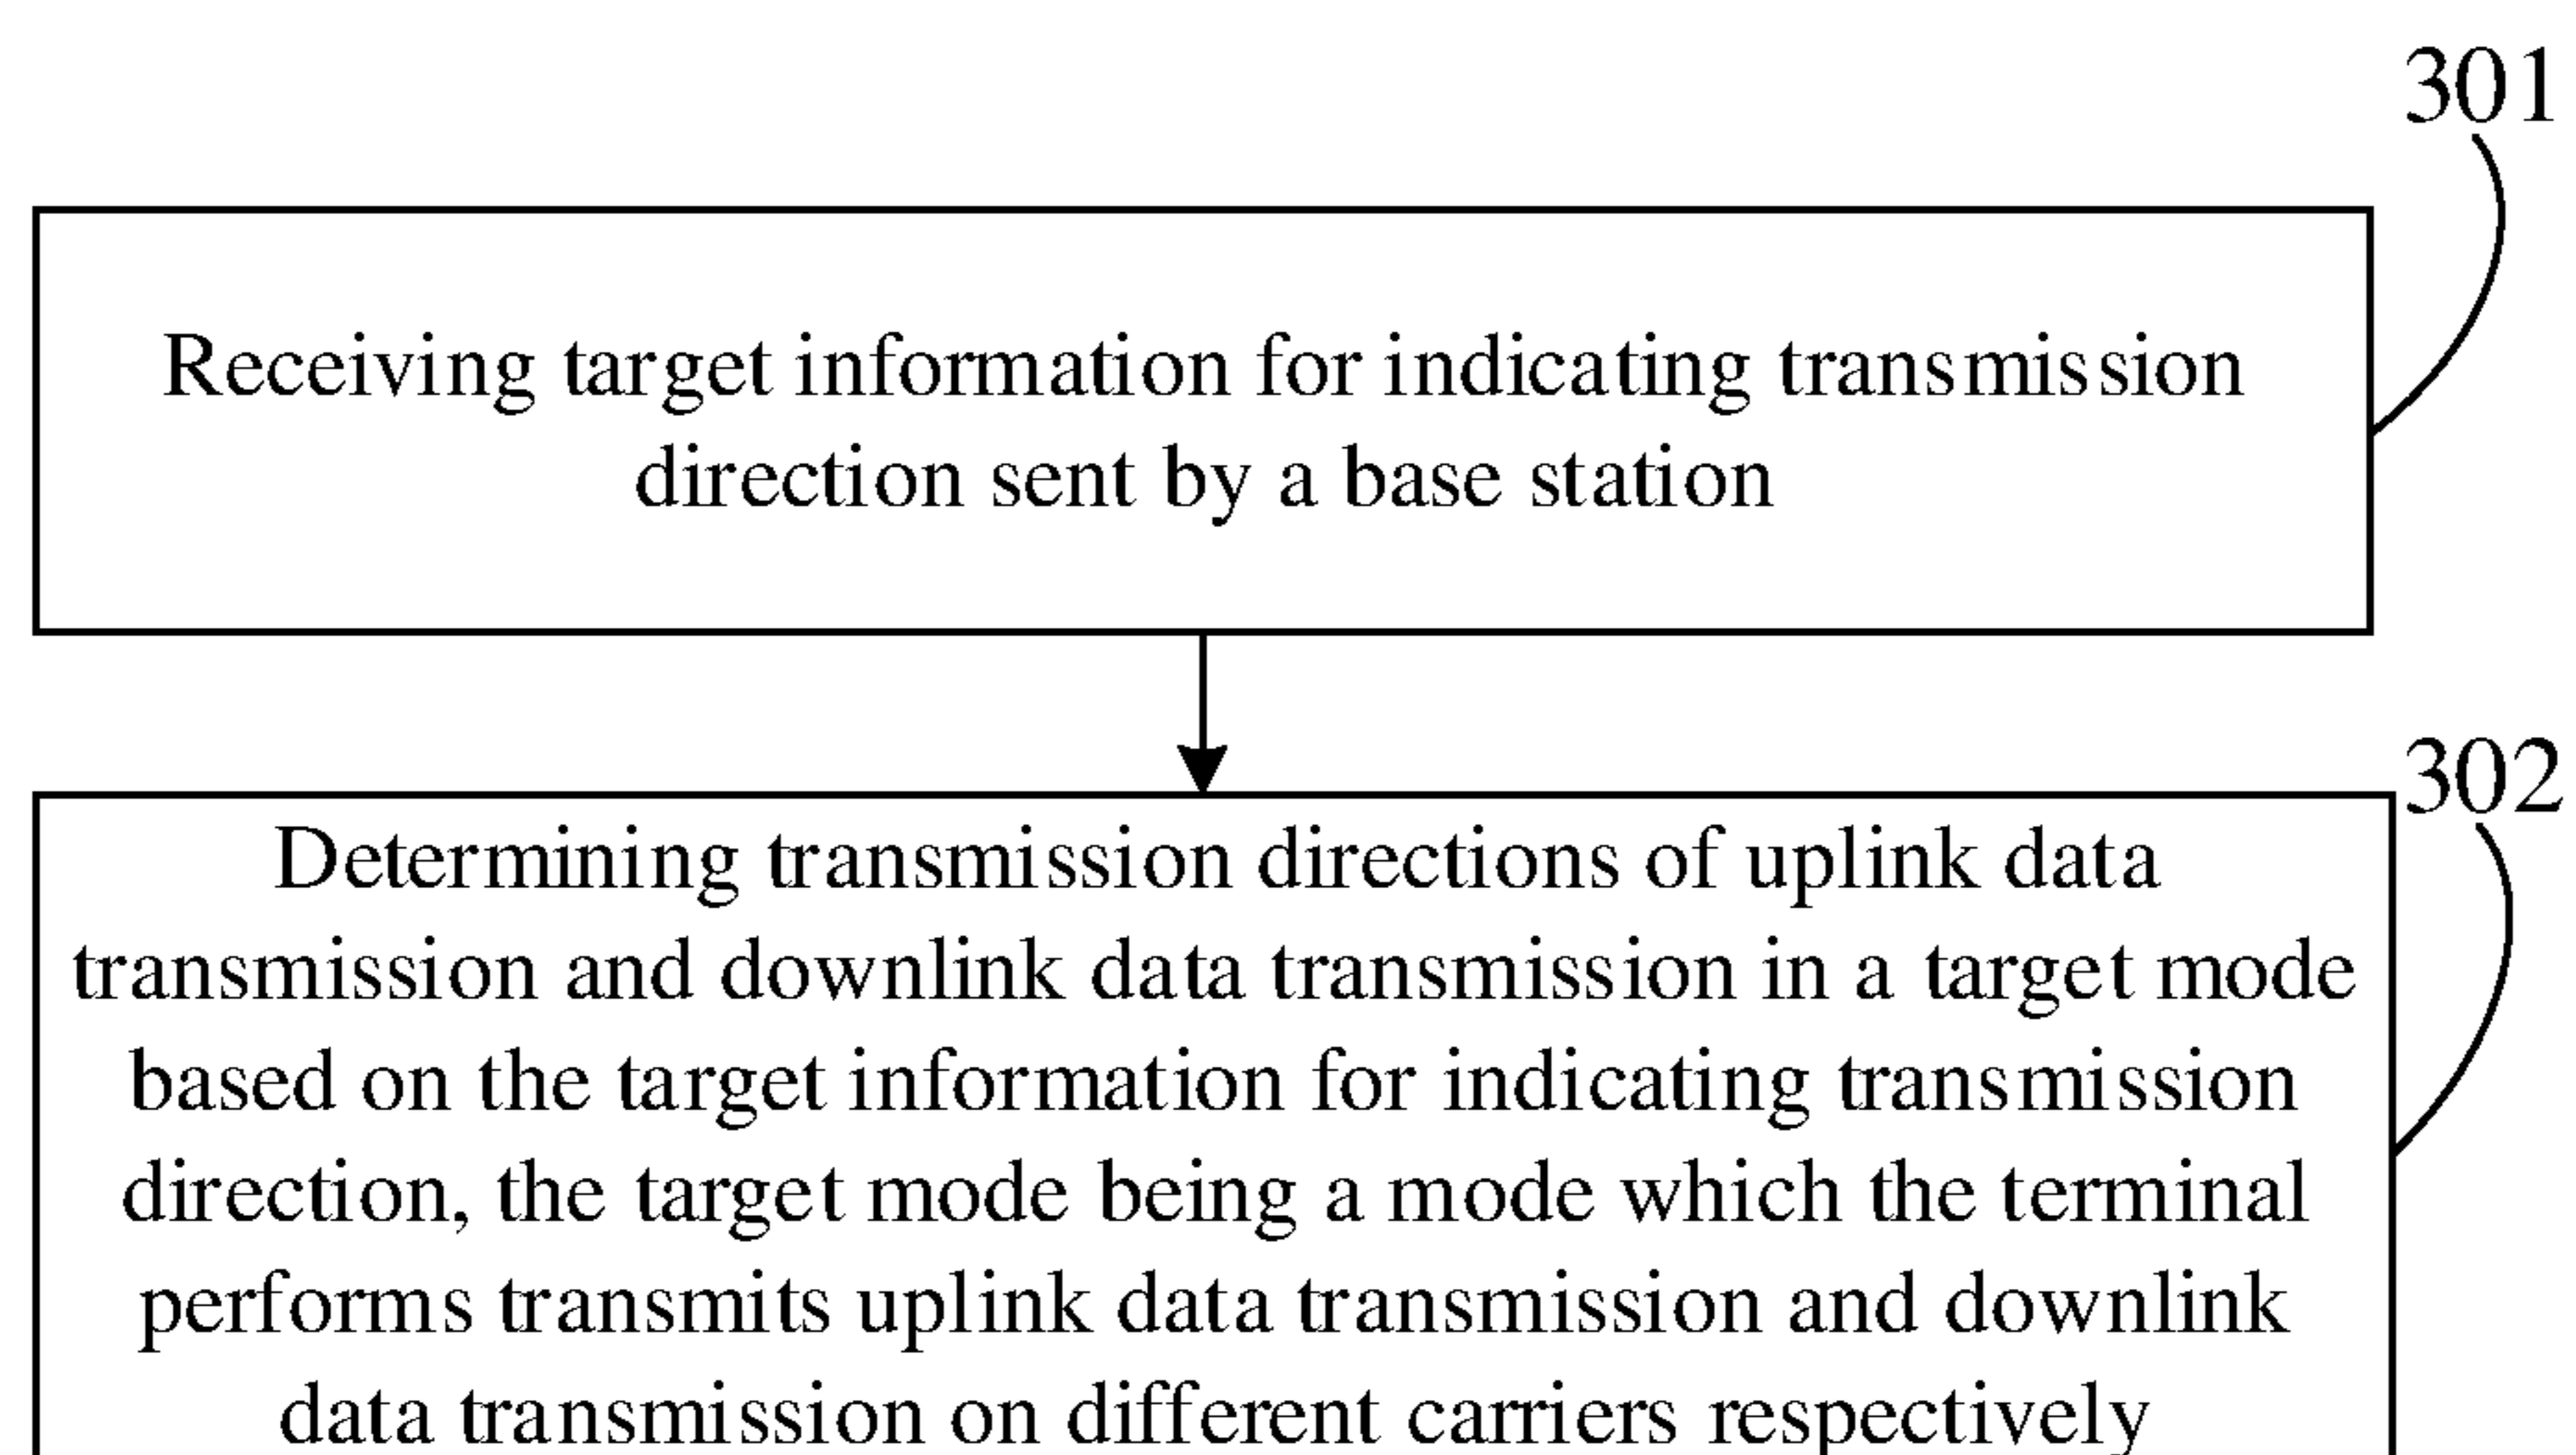 301
Receiving target information for indicating transmission
direction sent by a base station
302
Determining transmission directions of uplink data
transmission and downlink data transmission in a target mode
based on the target information for indicating transmission
direction, the target mode being a mode which the terminal
performs transmits uplink data transmission and downlink
data transmission on different carriers respectively